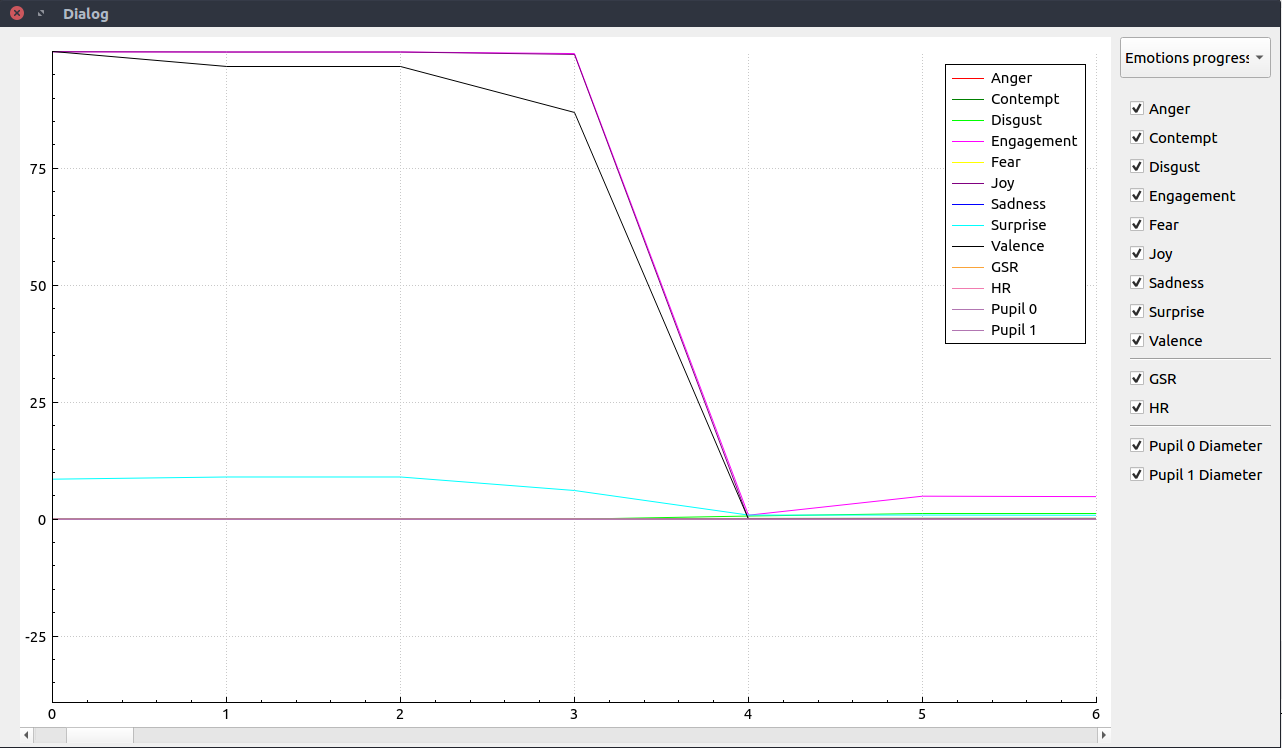 Dialog
Emotions progress
75
50
25
0
-25
0
1
2
3
4
5
6
Anger
Contempt
Disgust
Engagement
Fear
Joy
Sadness
Surprise
Valence
GSR
HR
Pupil 0
Pupil 1
Anger
Contempt
Disgust
Engagement
Fear
Joy
Sadness
Surprise
Valence
GSR
HR
Pupil 0 Diameter
Pupil 1 Diameter